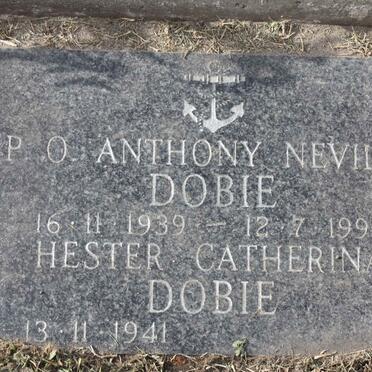 P O ANTHONY NEVIL
DOBIE
16·11·1939 – 12·7·199
HESTER CATHERINA
DOBIE
13·11·1941